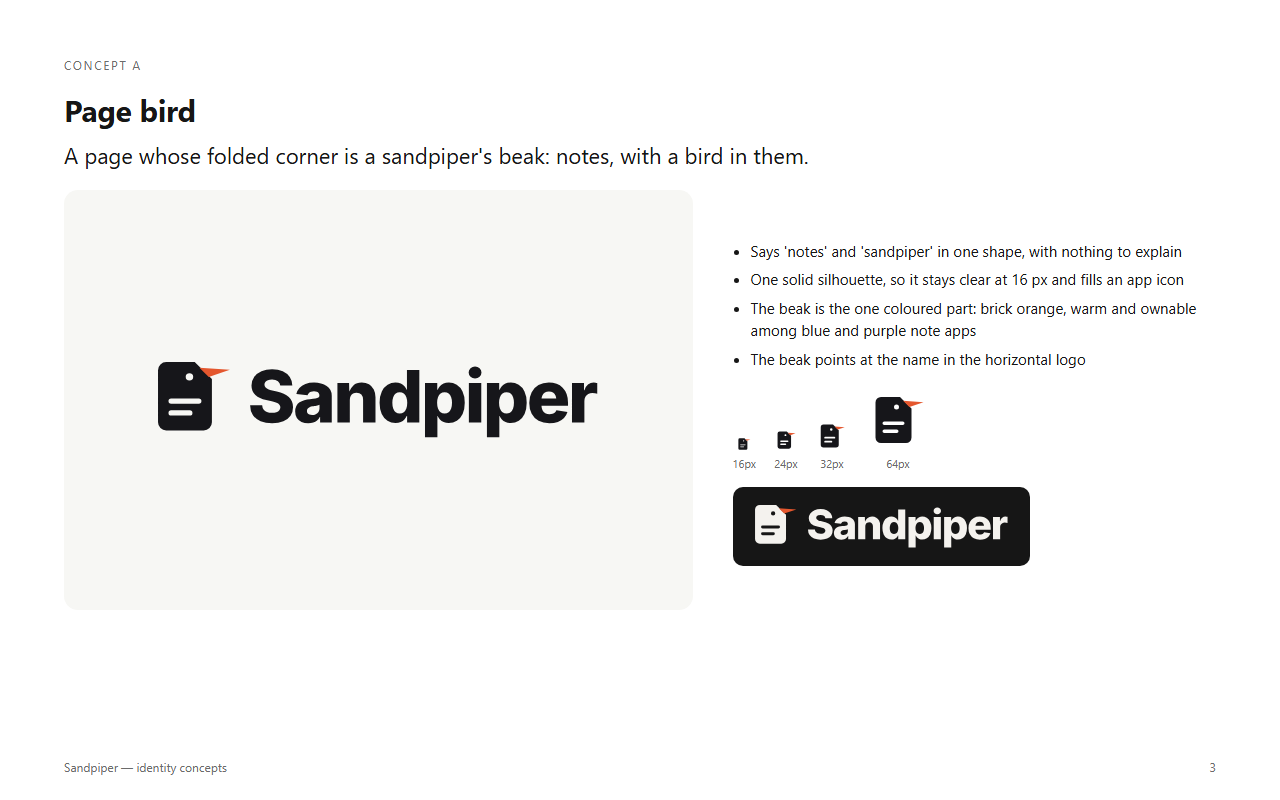 CONCEPT A
Page bird
A page whose folded corner is a sandpiper's beak: notes, with a bird in them.
Sandpiper
• Says 'notes' and 'sandpiper' in one shape, with nothing to explain
• One solid silhouette, so it stays clear at 16 px and fills an app icon
• The beak is the one coloured part: brick orange, warm and ownable
among blue and purple note apps
• The beak points at the name in the horizontal logo
16px 24px 32px 64px
Sandpiper
Sandpiper — identity concepts 3